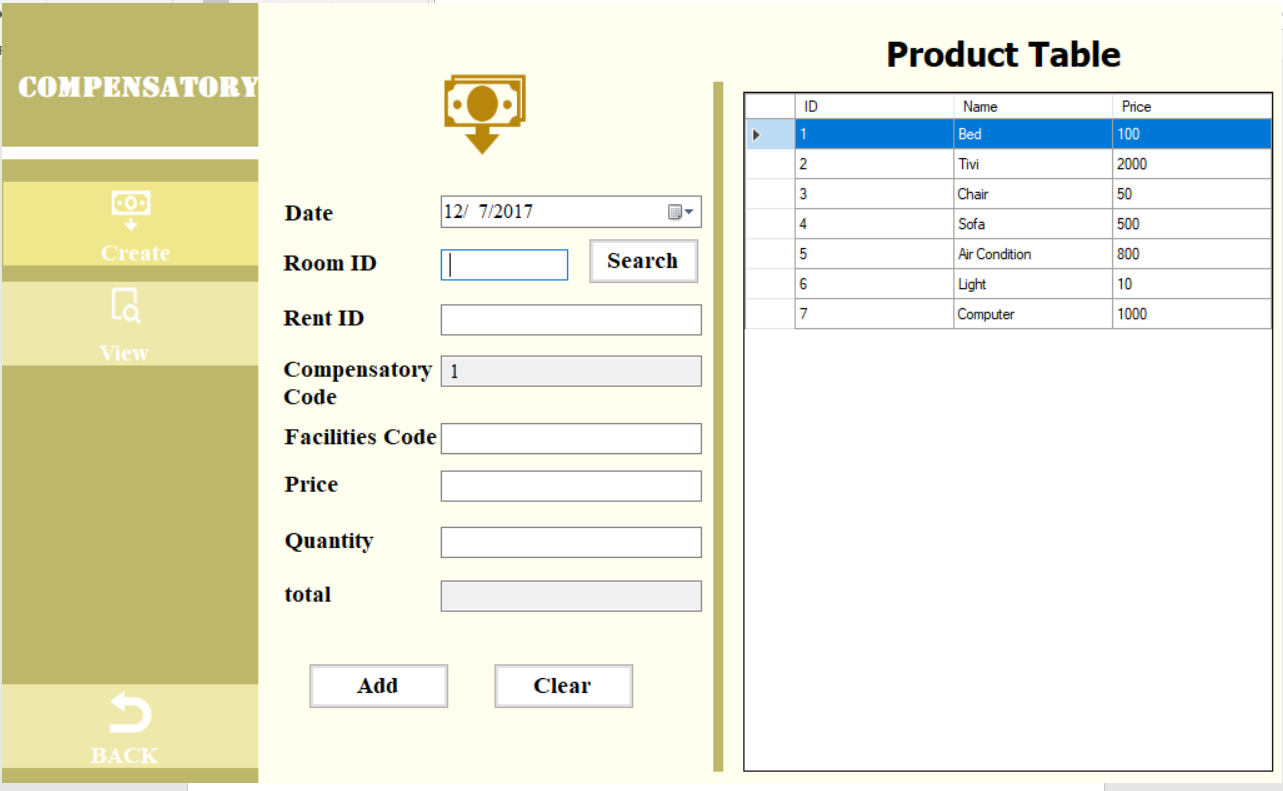 COMPENSATORY
Create
View
BACK
Date
12/ 7/2017
Room ID
Search
Rent ID
Compensatory
Code
1
Facilities Code
Price
Quantity
total
Add
Clear
Product Table
ID Name Price
1 Bed 100
2 Tivi 2000
3 Chair 50
4 Sofa 500
5 Air Condition 800
6 Light 10
7 Computer 1000